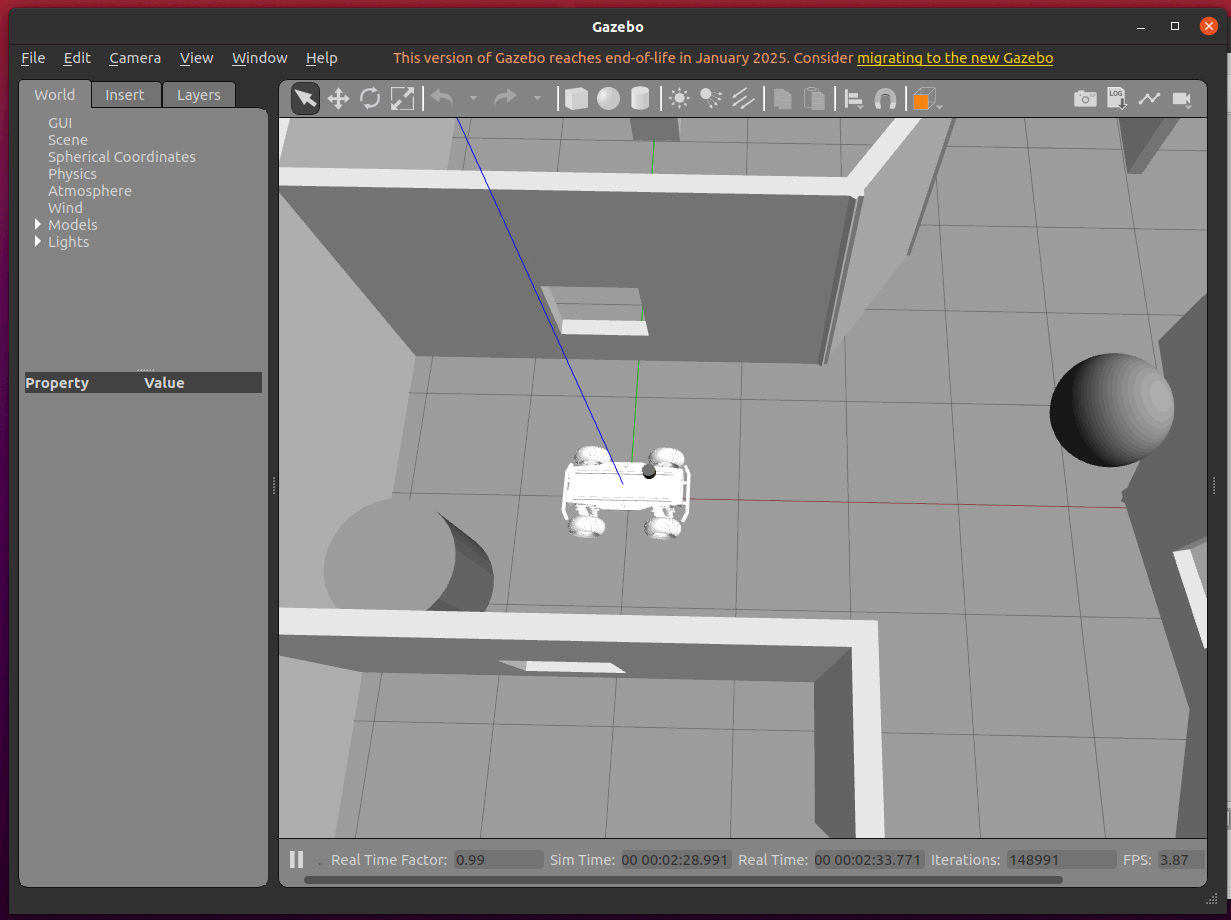 Gazebo
File Edit Camera View Window Help This version of Gazebo reaches end-of-life in January 2025. Consider migrating to the new Gazebo
World Insert Layers
LOG
GUI
Scene
Spherical Coordinates
Physics
Atmosphere
Wind
Models
Lights
Property Value
Real Time Factor: 0.99 Sim Time: 00 00:02:28.991 Real Time: 00 00:02:33.771 Iterations: 148991 FPS: 3.87